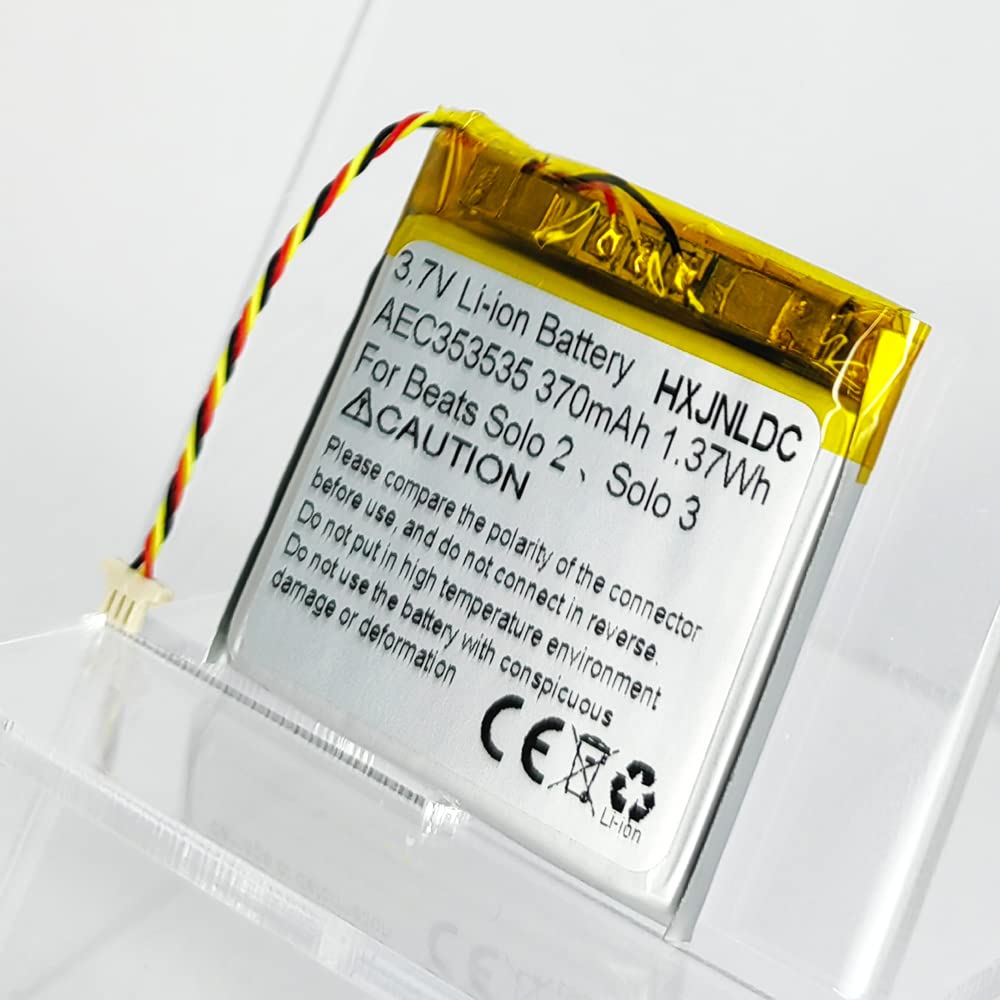 3.7V Li-ion Battery HXJNLDC
AEC353535 370mAh 1.37Wh
For Beats Solo 2、Solo 3
⚠CAUTION
Please compare the polarity of the connector
before use, and do not connect in reverse.
Do not put in high temperature environment
Do not use the battery with conspicuous
damage or deformation
CE
Li-ion